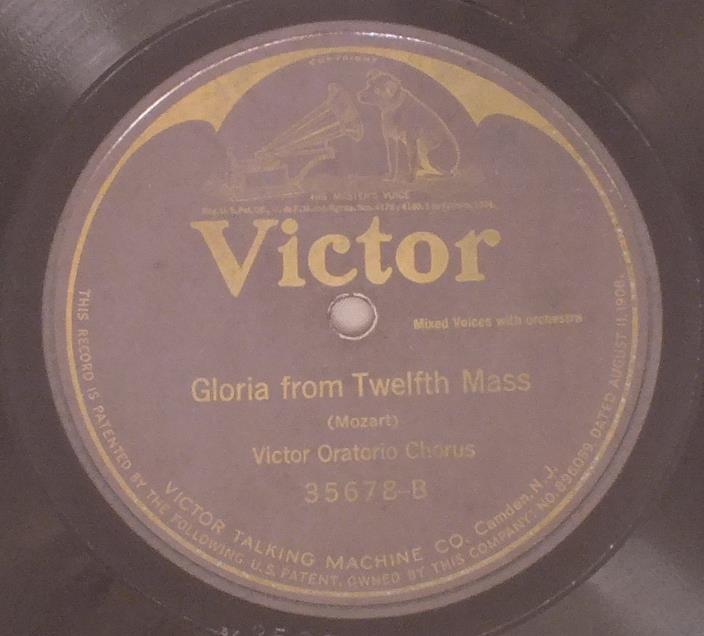 COPYRIGHT
HIS MASTER'S VOICE
Victor
Mixed Voices with orchestra
Gloria from Twelfth Mass
(Mozart)
Victor Oratorio Chorus
35678-B
VICTOR TALKING MACHINE CO. Camden, N. J.
THIS RECORD IS PATENTED BY THE FOLLOWING U.S. PATENT, OWNED BY THIS COMPANY: NO. 896059 DATED AUGUST 11, 1908.